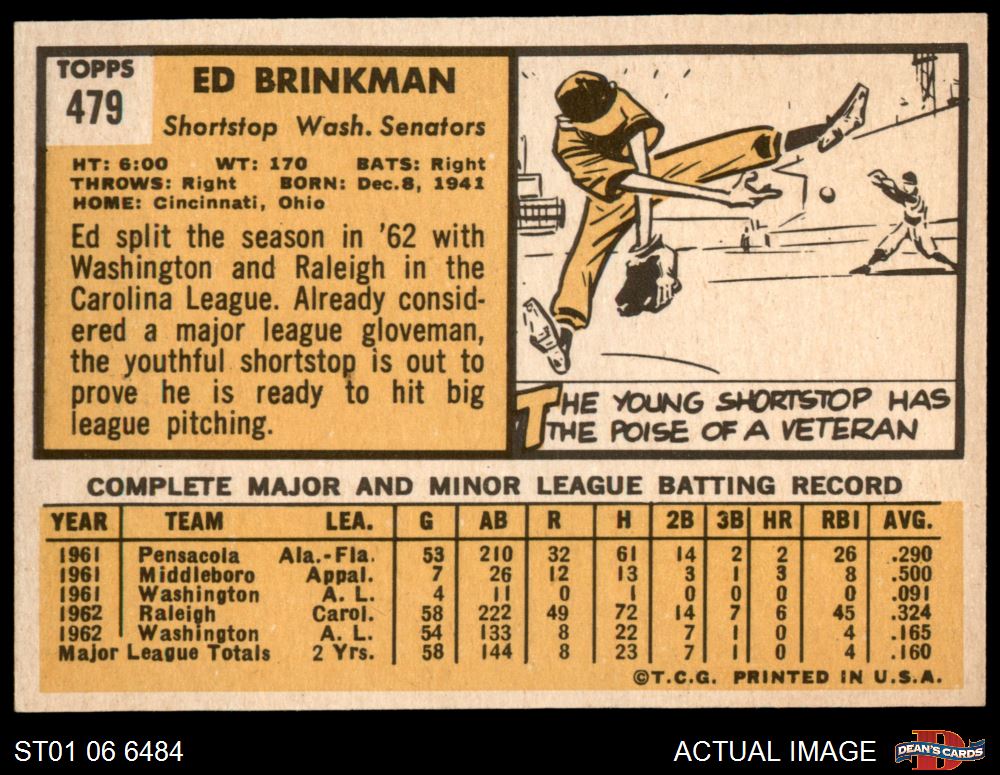 TOPPS
479
ED BRINKMAN
Shortstop Wash. Senators
HT: 6:00 WT: 170 BATS: Right
THROWS: Right BORN: Dec. 8, 1941
HOME: Cincinnati, Ohio
Ed split the season in '62 with
Washington and Raleigh in the
Carolina League. Already consid-
ered a major league gloveman,
the youthful shortstop is out to
prove he is ready to hit big
league pitching.
THE YOUNG SHORTSTOP HAS
THE POISE OF A VETERAN
COMPLETE MAJOR AND MINOR LEAGUE BATTING RECORD
YEAR TEAM LEA. G AB R H 2B 3B HR RBI AVG.
1961 Pensacola Ala.-Fla. 53 210 32 61 14 2 2 26 .290
1961 Middleboro Appal. 7 26 12 13 3 1 3 8 .500
1961 Washington A. L. 4 11 0 1 0 0 0 0 .091
1962 Raleigh Carol. 58 222 49 72 14 7 6 45 .324
1962 Washington A. L. 54 133 8 22 7 1 0 4 .165
Major League Totals 2 Yrs. 58 144 8 23 7 1 0 4 .160
©T.C.G. PRINTED IN U.S.A.
ST01 06 6484
ACTUAL IMAGE
D
DEAN'S CARDS